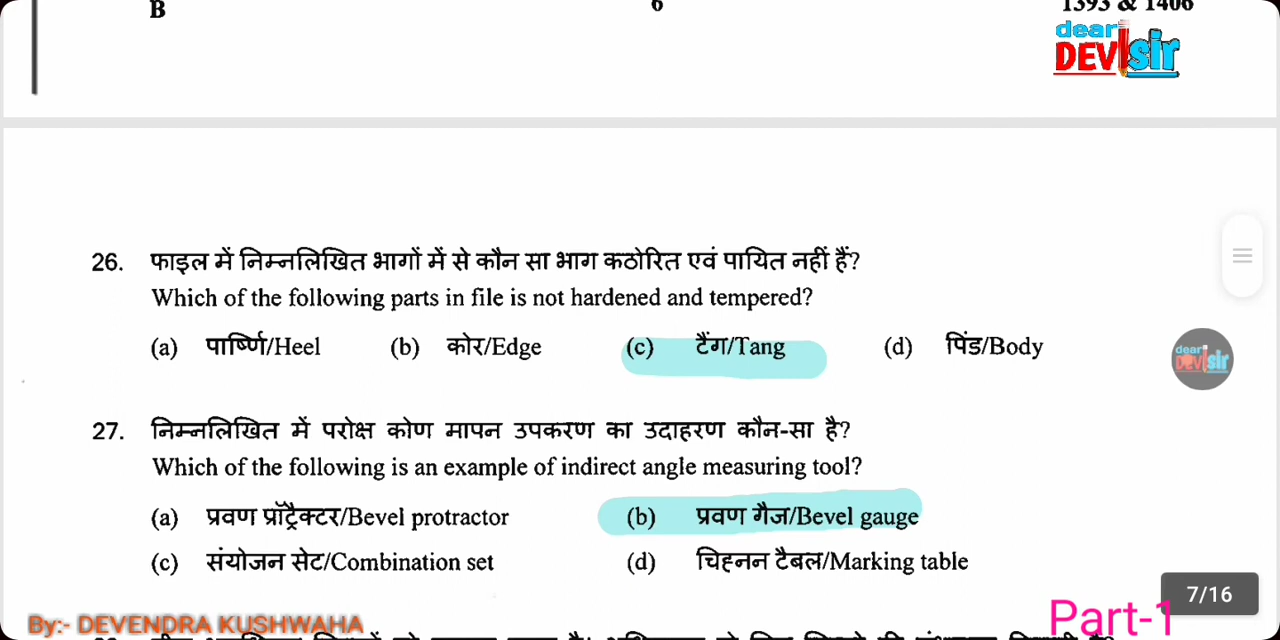 B
6
1393 & 1406
dear
DEV sir
26. फाइल में निम्नलिखित भागों में से कौन सा भाग कठोरित एवं पायित नहीं हैं?
Which of the following parts in file is not hardened and tempered?
(a) पार्ष्णि/Heel (b) कोर/Edge (c) टैंग/Tang (d) पिंड/Body
dear
DEV sir
27. निम्नलिखित में परोक्ष कोण मापन उपकरण का उदाहरण कौन-सा है?
Which of the following is an example of indirect angle measuring tool?
(a) प्रवण प्रॉट्रैक्टर/Bevel protractor (b) प्रवण गैज/Bevel gauge
(c) संयोजन सेट/Combination set (d) चिह्नन टैबल/Marking table
7/16
By:- DEVENDRA KUSHWAHA
Part-1